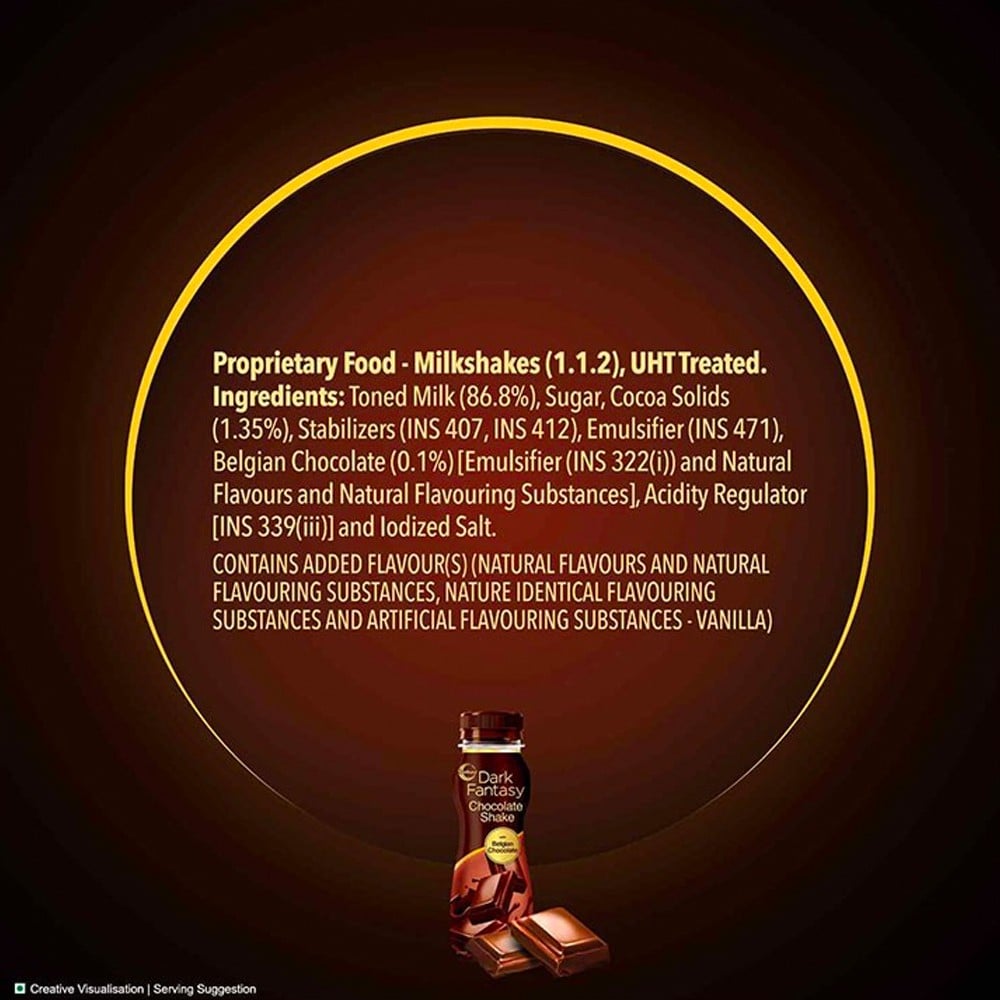 Proprietary Food - Milkshakes (1.1.2), UHT Treated.
Ingredients: Toned Milk (86.8%), Sugar, Cocoa Solids
(1.35%), Stabilizers (INS 407, INS 412), Emulsifier (INS 471),
Belgian Chocolate (0.1%) [Emulsifier (INS 322(i)) and Natural
Flavours and Natural Flavouring Substances], Acidity Regulator
[INS 339(iii)] and Iodized Salt.
CONTAINS ADDED FLAVOUR(S) (NATURAL FLAVOURS AND NATURAL
FLAVOURING SUBSTANCES, NATURE IDENTICAL FLAVOURING
SUBSTANCES AND ARTIFICIAL FLAVOURING SUBSTANCES - VANILLA)
Dark
Fantasy
Chocolate
Shake
Belgian
Chocolate
Creative Visualisation | Serving Suggestion